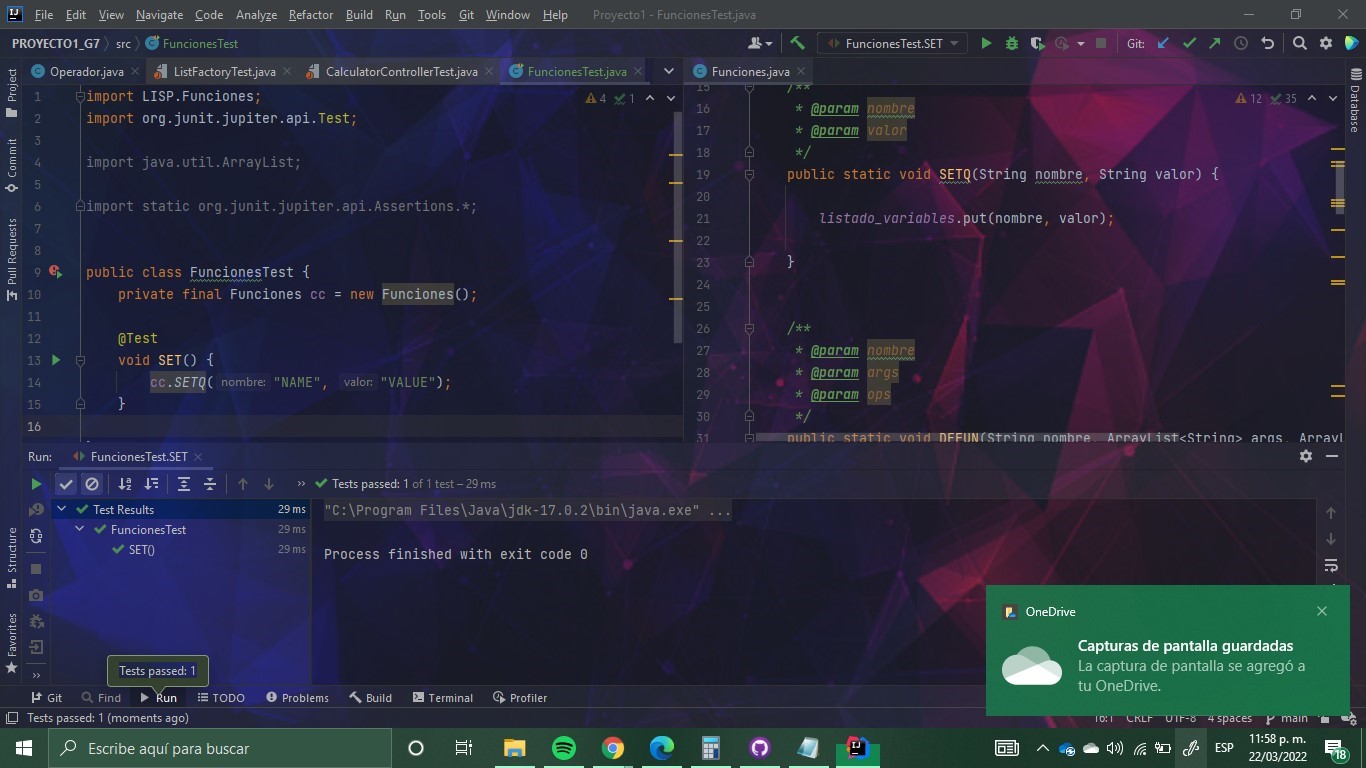 File Edit View Navigate Code Analyze Refactor Build Run Tools Git Window Help Proyecto1 - FuncionesTest.java
PROYECTO1_G7 src FuncionesTest FuncionesTest.SET Git:
Operador.java ListFactoryTest.java CalculatorControllerTest.java FuncionesTest.java
1 import LISP.Funciones;
2 import org.junit.jupiter.api.Test;
3
4 import java.util.ArrayList;
5
6 import static org.junit.jupiter.api.Assertions.*;
7
8
9 public class FuncionesTest {
10 private final Funciones cc = new Funciones();
11
12 @Test
13 void SET() {
14 cc.SETQ( nombre: "NAME", valor: "VALUE");
15 }
16
4 1
Funciones.java
12 35
15 /**
16 * @param nombre
17 * @param valor
18 */
19 public static void SETQ(String nombre, String valor) {
20
21 listado_variables.put(nombre, valor);
22
23 }
24
25
26 /**
27 * @param nombre
28 * @param args
29 * @param ops
30 */
31 public static void DEFUN(String nombre, ArrayList<String> args, ArrayL
Project
Commit
Pull Requests
Structure
Favorites
Database
Run: FuncionesTest.SET
Tests passed: 1 of 1 test – 29 ms
Test Results 29 ms
FuncionesTest 29 ms
SET() 29 ms
"C:\Program Files\Java\jdk-17.0.2\bin\java.exe" ...
Process finished with exit code 0
Tests passed: 1
OneDrive
Capturas de pantalla guardadas
La captura de pantalla se agregó a
tu OneDrive.
Git Find Run TODO Problems Build Terminal Profiler
Tests passed: 1 (moments ago) 16:1 CRLF UTF-8 4 spaces main
Escribe aquí para buscar
ESP
11:58 p. m.
22/03/2022
18